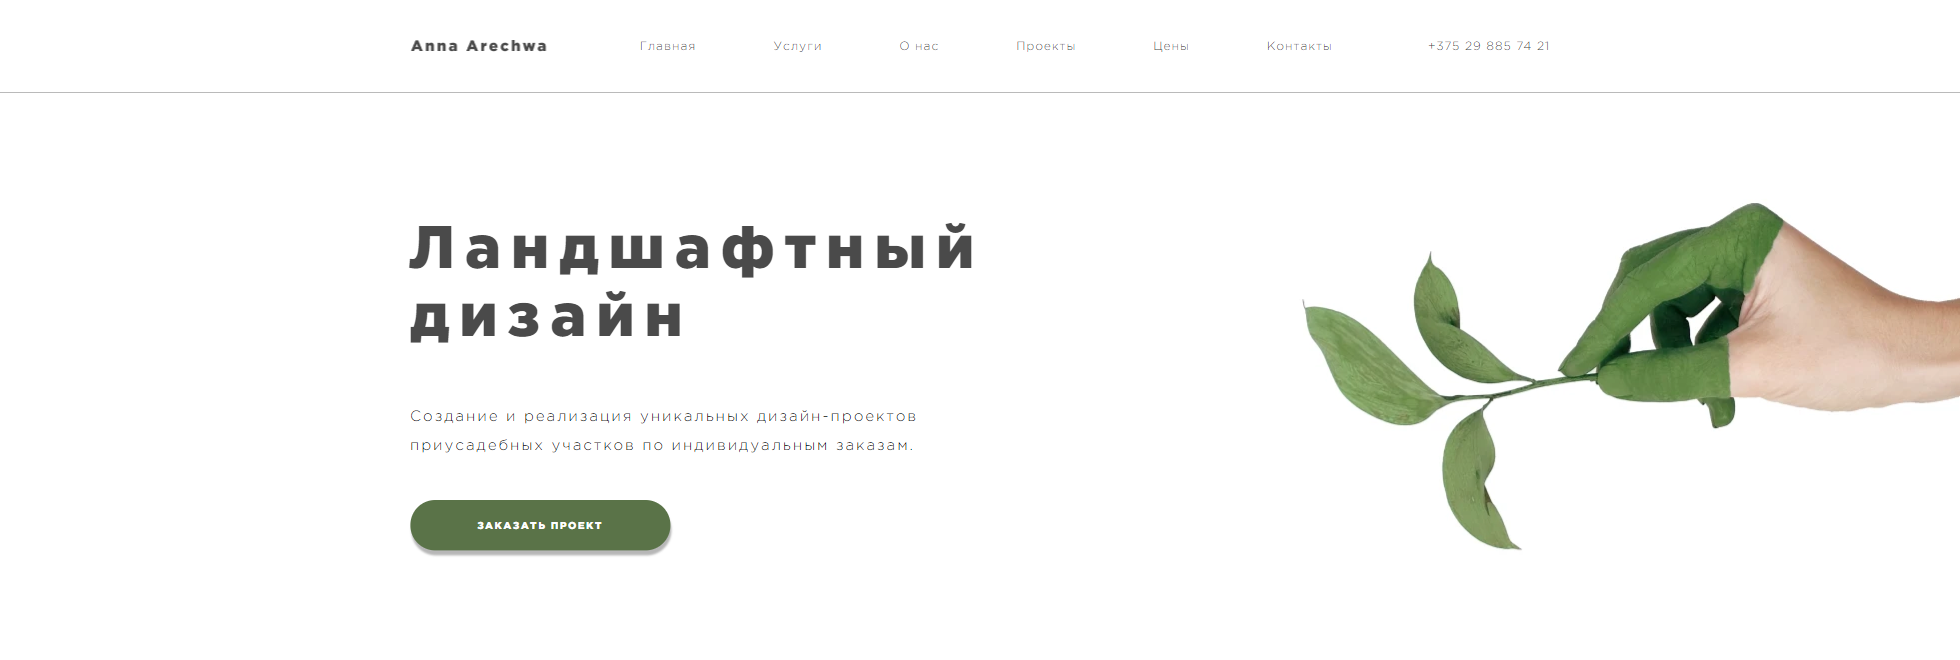 Anna Arechwa
Главная
Услуги
О нас
Проекты
Цены
Контакты
+375 29 885 74 21
Ландшафтный
дизайн
Создание и реализация уникальных дизайн-проектов
приусадебных участков по индивидуальным заказам.
ЗАКАЗАТЬ ПРОЕКТ